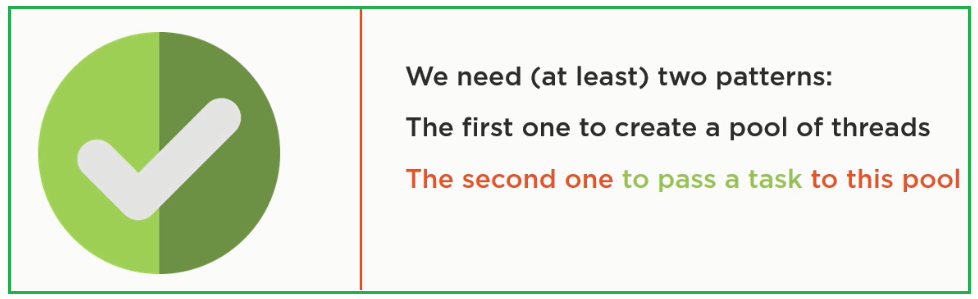 We need (at least) two patterns:
The first one to create a pool of threads
The second one to pass a task to this pool